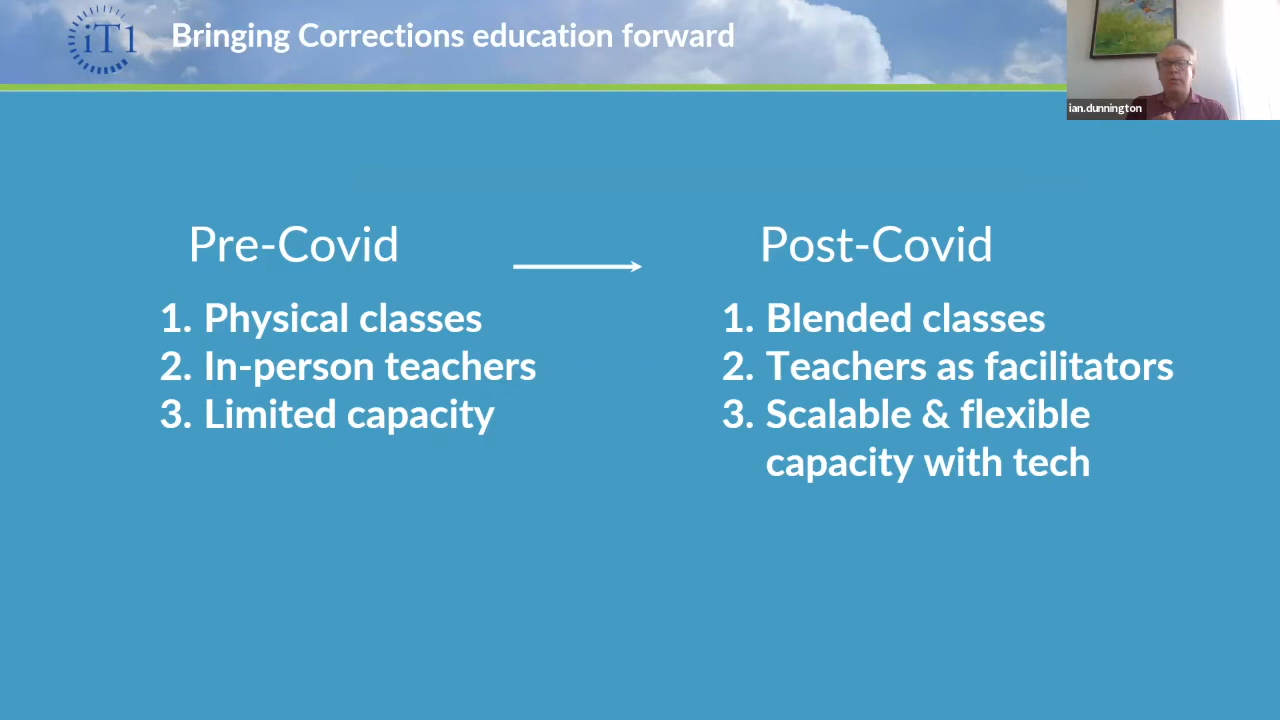 iT1
Bringing Corrections education forward
ian.dunnington
Pre-Covid
1. Physical classes
2. In-person teachers
3. Limited capacity
Post-Covid
1. Blended classes
2. Teachers as facilitators
3. Scalable & flexible
capacity with tech